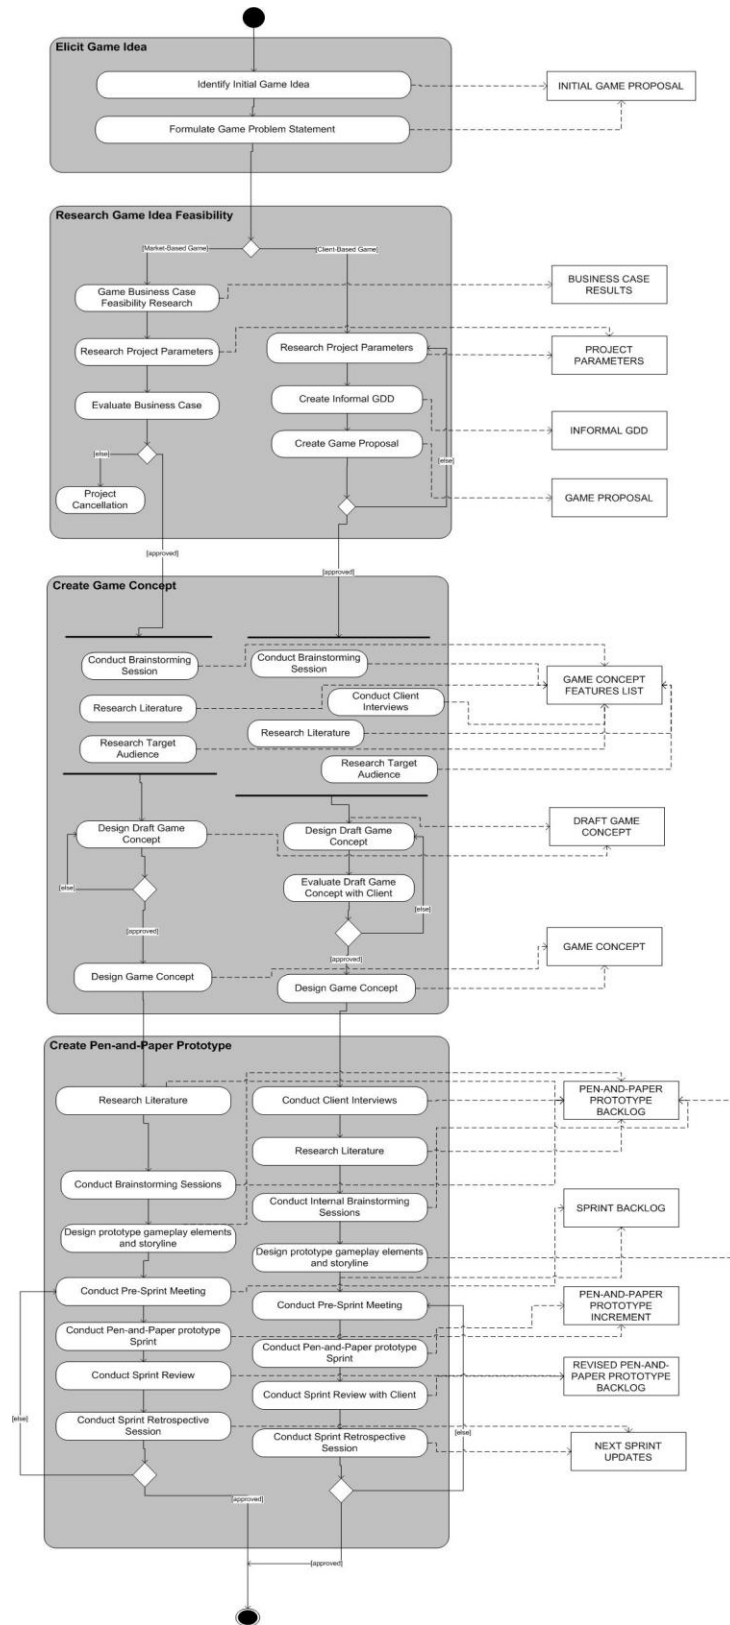 Elicit Game Idea
Identify Initial Game Idea
INITIAL GAME PROPOSAL
Formulate Game Problem Statement
Research Game Idea Feasibility
[Market-Based Game]
[Client-Based Game]
Game Business Case
Feasibility Research
BUSINESS CASE
RESULTS
Research Project Parameters
Research Project Parameters
PROJECT
PARAMETERS
Evaluate Business Case
Create Informal GDD
INFORMAL GDD
Create Game Proposal
[else]
[else]
Project
Cancellation
GAME PROPOSAL
[approved]
[approved]
Create Game Concept
Conduct Brainstorming
Session
Conduct Brainstorming
Session
GAME CONCEPT
FEATURES LIST
Research Literature
Conduct Client
Interviews
Research Literature
Research Target
Audience
Research Target
Audience
Design Draft Game
Concept
Design Draft Game
Concept
DRAFT GAME
CONCEPT
Evaluate Draft Game
Concept with Client
[else]
[else]
[approved]
[approved]
GAME CONCEPT
Design Game Concept
Design Game Concept
Create Pen-and-Paper Prototype
Research Literature
Conduct Client Interviews
PEN-AND-PAPER
PROTOTYPE
BACKLOG
Research Literature
Conduct Brainstorming Sessions
Conduct Internal Brainstorming
Sessions
SPRINT BACKLOG
Design prototype gameplay elements
and storyline
Design prototype gameplay elements
and storyline
Conduct Pre-Sprint Meeting
Conduct Pre-Sprint Meeting
PEN-AND-PAPER
PROTOTYPE
INCREMENT
Conduct Pen-and-Paper prototype
Sprint
Conduct Pen-and-Paper prototype
Sprint
Conduct Sprint Review
Conduct Sprint Review with Client
REVISED PEN-AND-
PAPER PROTOTYPE
BACKLOG
[else]
Conduct Sprint Retrospective
Session
Conduct Sprint Retrospective
Session
[else]
NEXT SPRINT
UPDATES
[approved]
[approved]